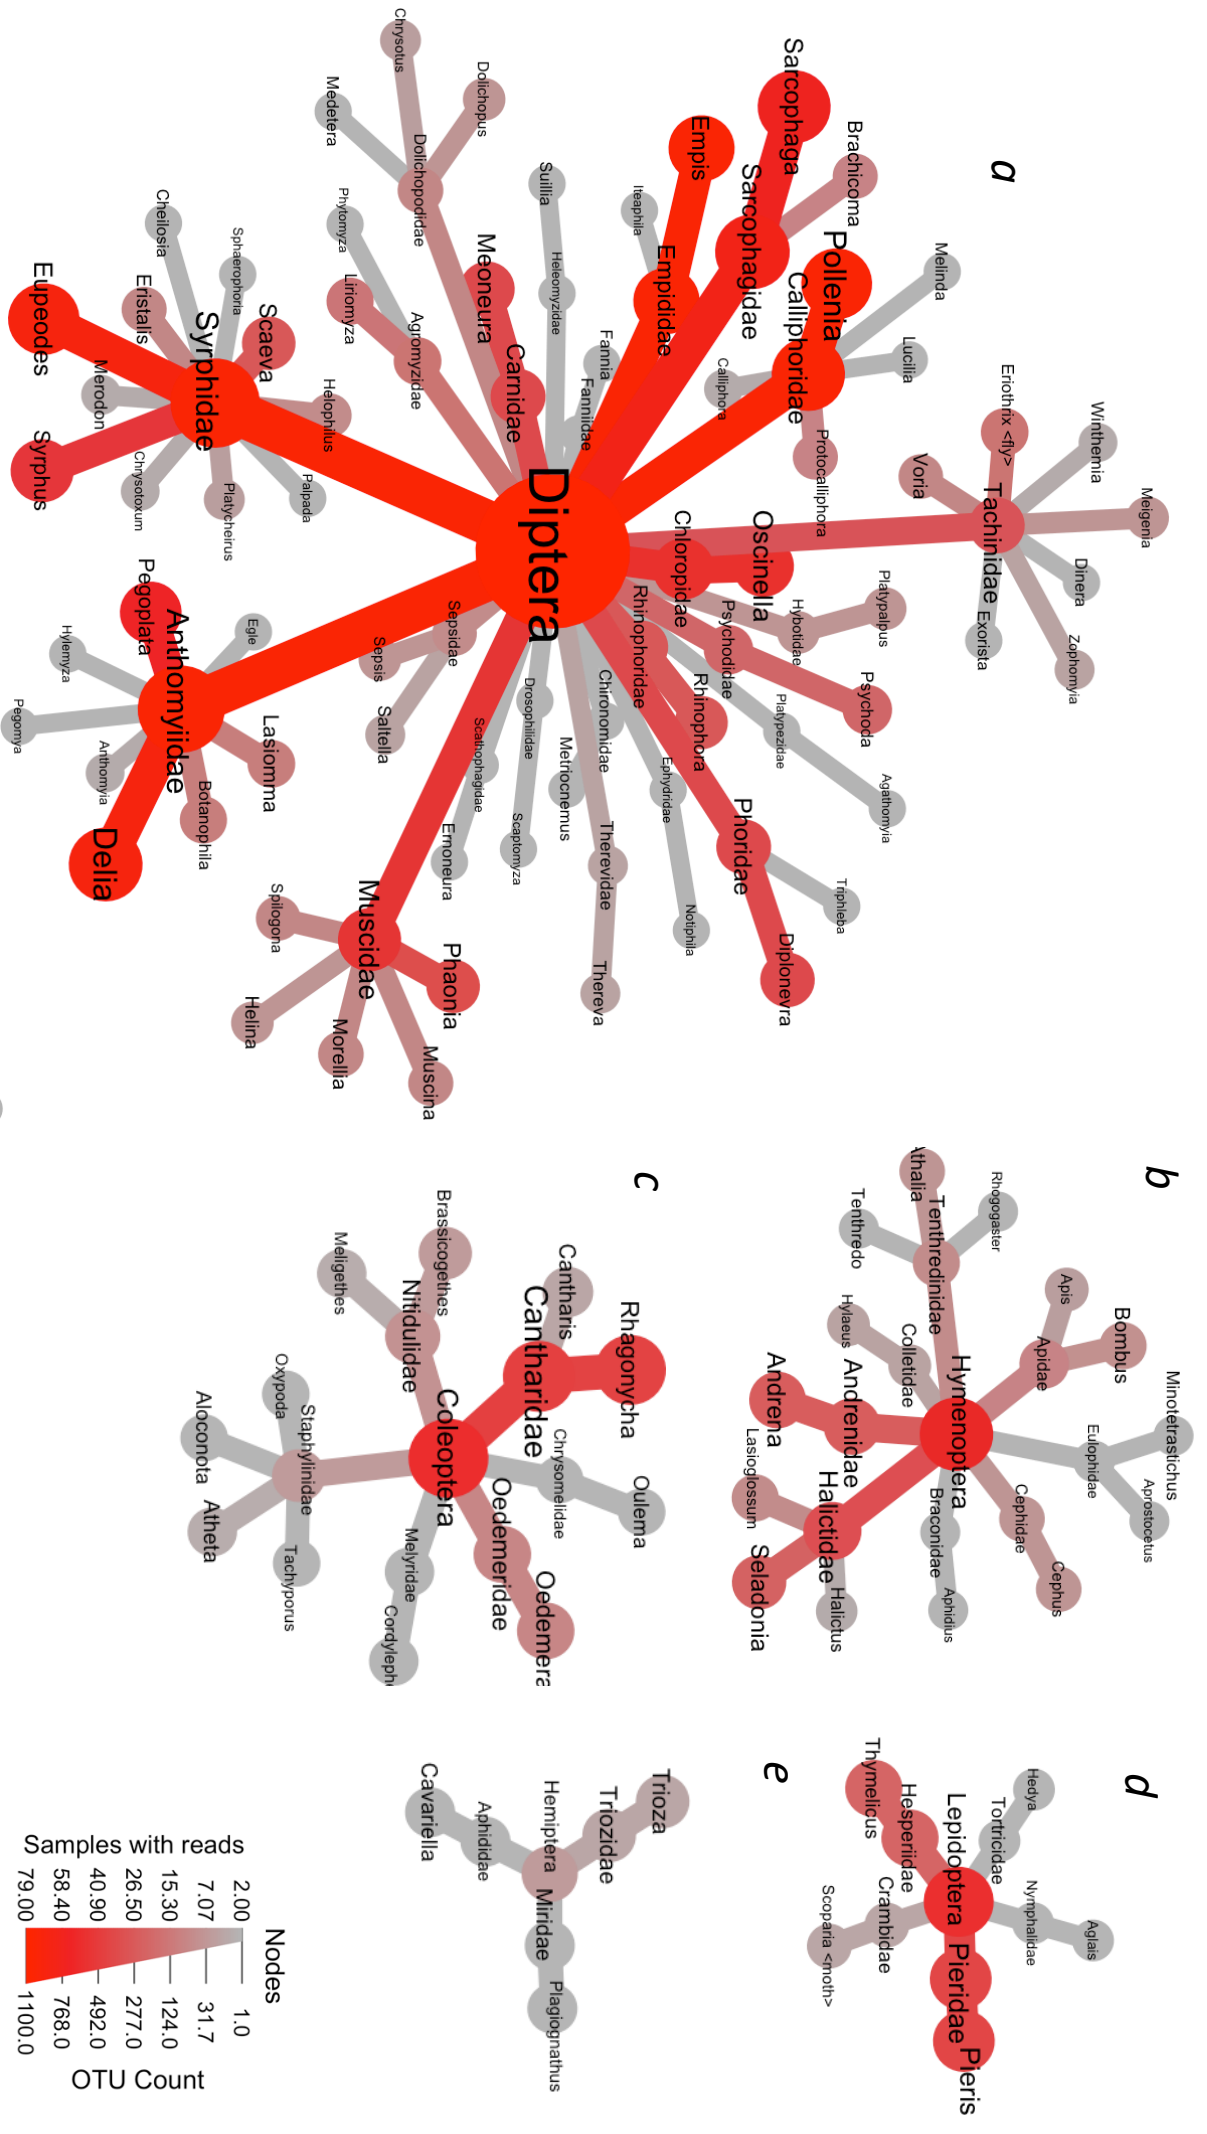 a
Chrysotus
Dolichopus
Medetera
Dolichopodidae
Sarcophaga
Brachicoma
Empis
Sarcophagidae
Suillia
Iteaphila
Pollenia
Melinda
Phytomyza
Cheilosia
Sphaerophoria
Meoneura
Heleomyzidae
Empididae
Calliphoridae
Lucilia
Liriomyza
Eupeodes
Eristalis
Scaeva
Agromyzidae
Carnidae
Fannia
Fanniidae
Calliphora
Eriothrix <fly>
Winthemia
Syrphidae
Merodon
Helophilus
Protocalliphora
Voria
Syrphus
Chrysotoxum
Platycheirus
Palpada
Diptera
Tachinidae
Meigenia
Oscinella
Chloropidae
Dinera
Exorista
Zophomyia
Pegoplata
Anthomyiidae
Egle
Hylemyza
Pegomya
Anthomyia
Delia
Lasiomma
Botanophila
Sepsidae
Sepsis
Saltella
Rhinophoridae
Rhinophora
Psychodidae
Psychoda
Hybotidae
Platypalpus
Platypezidae
Agathomyia
Drosophilidae
Scaptomyza
Scathophagidae
Ernoneura
Chironomidae
Metriocnemus
Ephydridae
Notiphila
Therevidae
Thereva
Phoridae
Triphleba
Diplonevra
Muscidae
Spilogona
Helina
Morellia
Muscina
Phaonia
b
Athalia
Tenthredo
Tenthredinidae
Rhogogaster
Apis
Apidae
Bombus
Hylaeus
Colletidae
Hymenoptera
Minotetrastichus
Eulophidae
Aprostocetus
Andrena
Andrenidae
Lasioglossum
Halictidae
Seladonia
Halictus
Braconidae
Aphidius
Cephidae
Cephus
c
Brassicogethes
Meligethes
Nitidulidae
Cantharis
Cantharidae
Rhagonycha
Oxypoda
Aloconota
Staphylinidae
Atheta
Tachyporus
Coleoptera
Chrysomelidae
Oulema
Oedemeridae
Oedemera
Melyridae
Cordyleph
d
Hedya
Tortricidae
Thymelicus
Hesperiidae
Lepidoptera
Nymphalidae
Aglais
Crambidae
Scoparia <moth>
Pieridae
Pieris
e
Trioza
Triozidae
Hemiptera
Cavariella
Aphididae
Miridae
Plagiognathus
Nodes
Samples with reads
2.00
7.07
15.30
26.50
40.90
58.40
79.00
1.0
31.7
124.0
277.0
492.0
768.0
1100.0
OTU Count